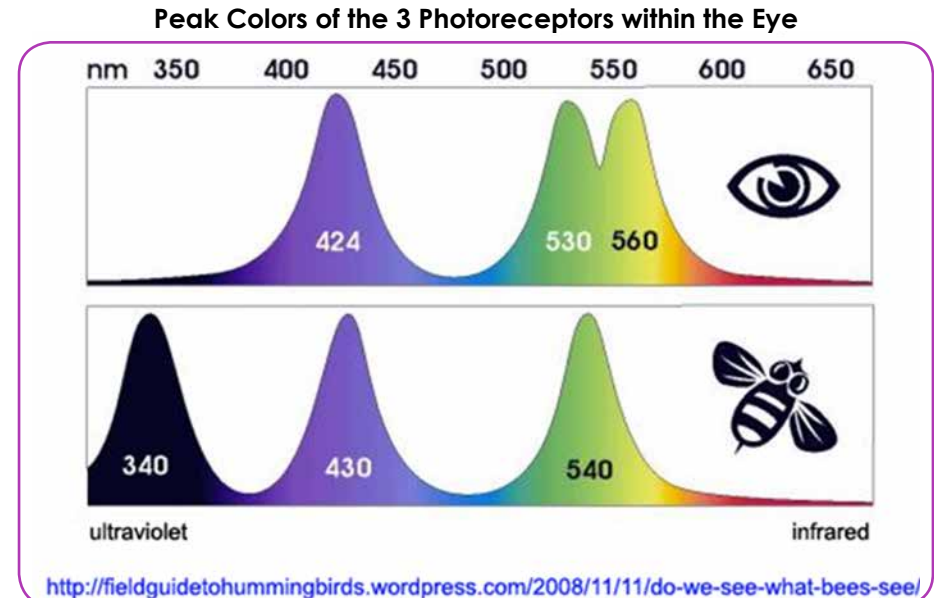 Peak Colors of the 3 Photoreceptors within the Eye
nm 350 400 450 500 550 600 650
424 530 560
340 430 540
ultraviolet infrared
http://fieldguidetohummingbirds.wordpress.com/2008/11/11/do-we-see-what-bees-see/